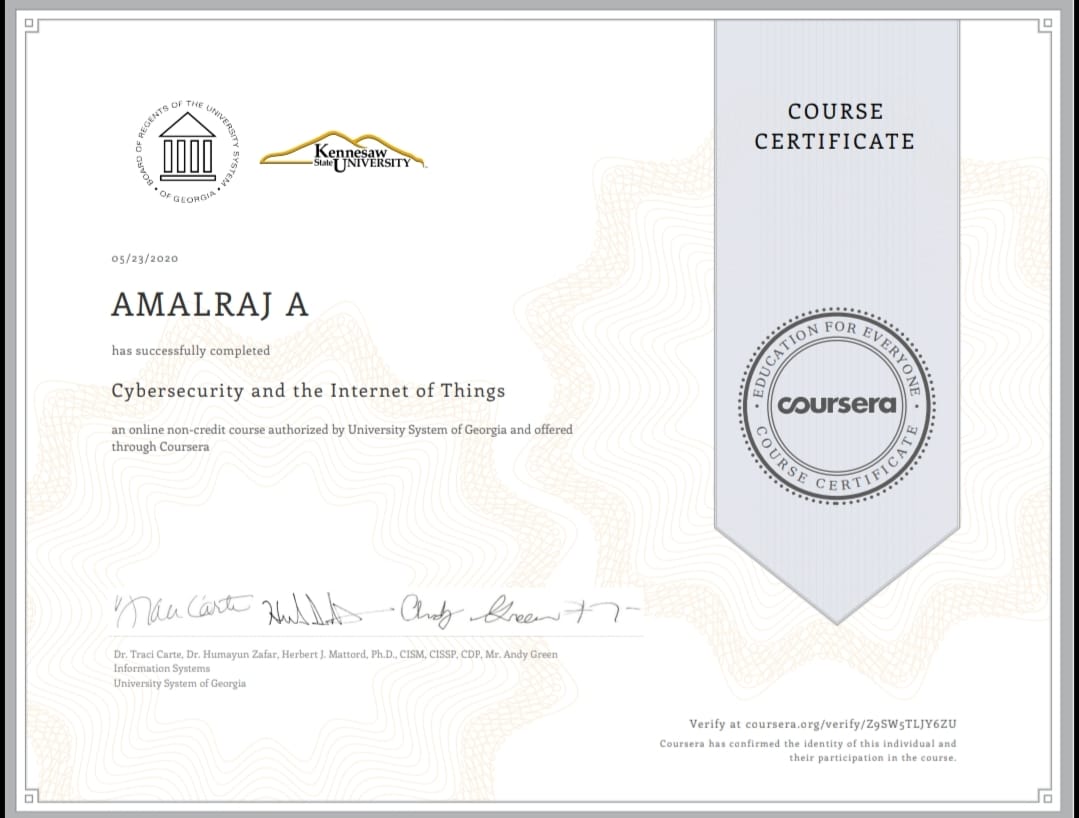 BOARD OF REGENTS OF THE UNIVERSITY SYSTEM
• OF GEORGIA •
Kennesaw
State UNIVERSITY
COURSE
CERTIFICATE
05/23/2020
AMALRAJ A
has successfully completed
Cybersecurity and the Internet of Things
an online non-credit course authorized by University System of Georgia and offered
through Coursera
EDUCATION FOR EVERYONE
coursera
COURSE CERTIFICATE
Dr. Traci Carte, Dr. Humayun Zafar, Herbert J. Mattord, Ph.D., CISM, CISSP, CDP, Mr. Andy Green
Information Systems
University System of Georgia
Verify at coursera.org/verify/Z9SW5TLJY6ZU
Coursera has confirmed the identity of this individual and
their participation in the course.